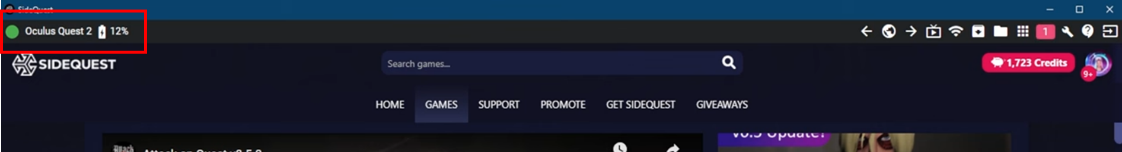 SideQuest
Oculus Quest 2 12%
1
SIDEQUEST
Search games...
1,723 Credits
9+
HOME GAMES SUPPORT PROMOTE GET SIDEQUEST GIVEAWAYS
v0.5 Update!